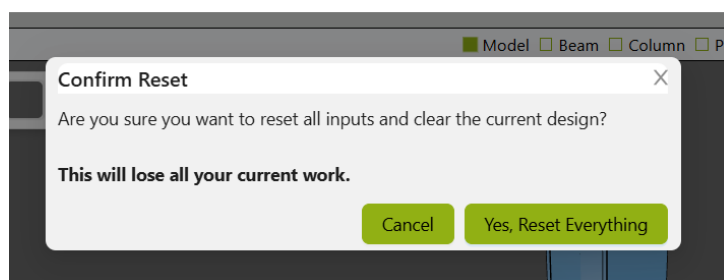 Model Beam Column P
Confirm Reset X
Are you sure you want to reset all inputs and clear the current design?
This will lose all your current work.
Cancel Yes, Reset Everything